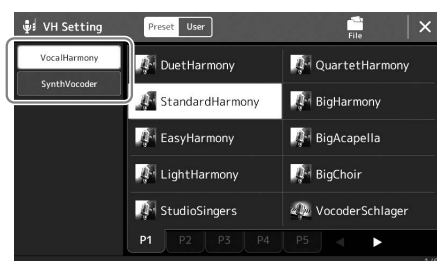 VH Setting
Preset User
File
VocalHarmony
SynthVocoder
DuetHarmony QuartetHarmony
StandardHarmony BigHarmony
EasyHarmony BigAcapella
LightHarmony BigChoir
StudioSingers VocoderSchlager
P1 P2 P3 P4 P5